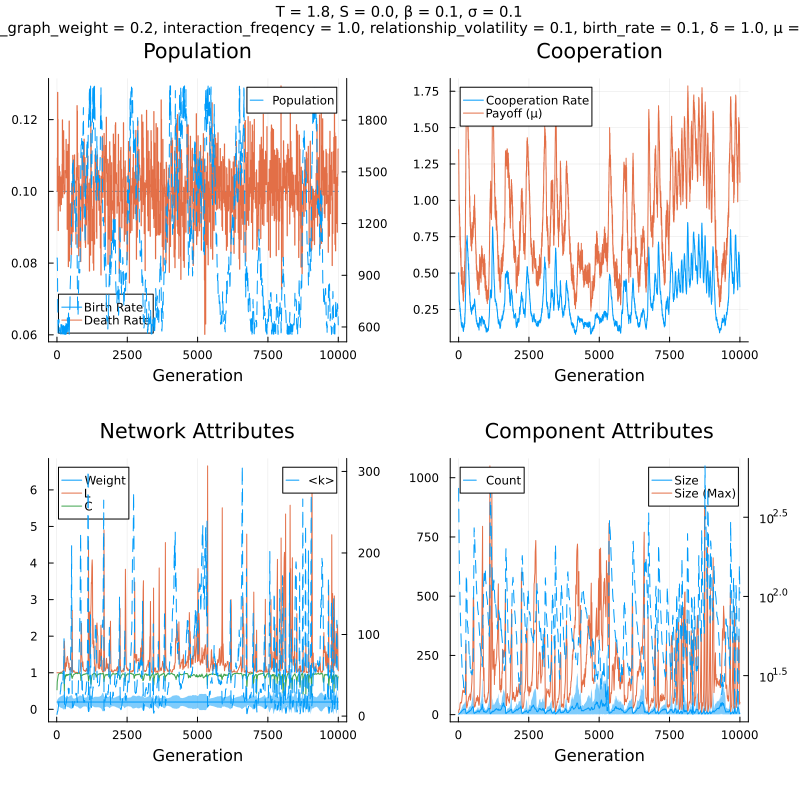 T = 1.8, S = 0.0, β = 0.1, σ = 0.1
_graph_weight = 0.2, interaction_freqency = 1.0, relationship_volatility = 0.1, birth_rate = 0.1, δ = 1.0, μ =
Population
Cooperation
Population
Cooperation Rate
Payoff (μ)
0.12
0.10
0.08
0.06
1800
1500
1200
900
600
1.75
1.50
1.25
1.00
0.75
0.50
0.25
Birth Rate
Death Rate
0 2500 5000 7500 10000
0 2500 5000 7500 10000
Generation
Generation
Network Attributes
Component Attributes
Weight
L
C
<k>
Count
Size
Size (Max)
6
5
4
3
2
1
0
300
200
100
0
1000
750
500
250
0
10^2.5
10^2.0
10^1.5
0 2500 5000 7500 10000
0 2500 5000 7500 10000
Generation
Generation